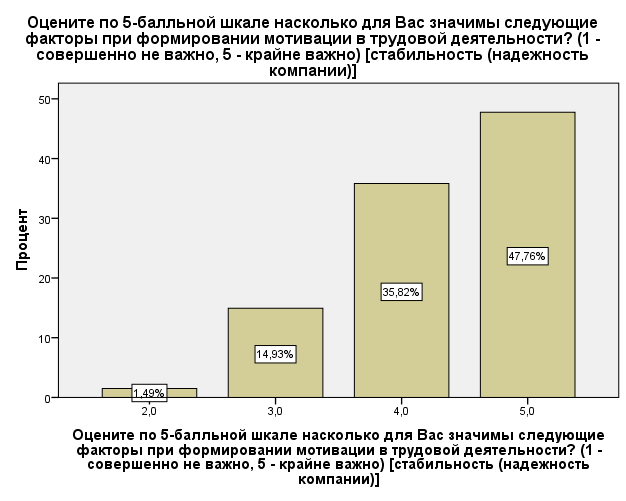 Оцените по 5-балльной шкале насколько для Вас значимы следующие
факторы при формировании мотивации в трудовой деятельности? (1 -
совершенно не важно, 5 - крайне важно) [стабильность (надежность
компании)]
50
40
30
20
10
0
Процент
1,49%
14,93%
35,82%
47,76%
2,0
3,0
4,0
5,0
Оцените по 5-балльной шкале насколько для Вас значимы следующие
факторы при формировании мотивации в трудовой деятельности? (1 -
совершенно не важно, 5 - крайне важно) [стабильность (надежность
компании)]